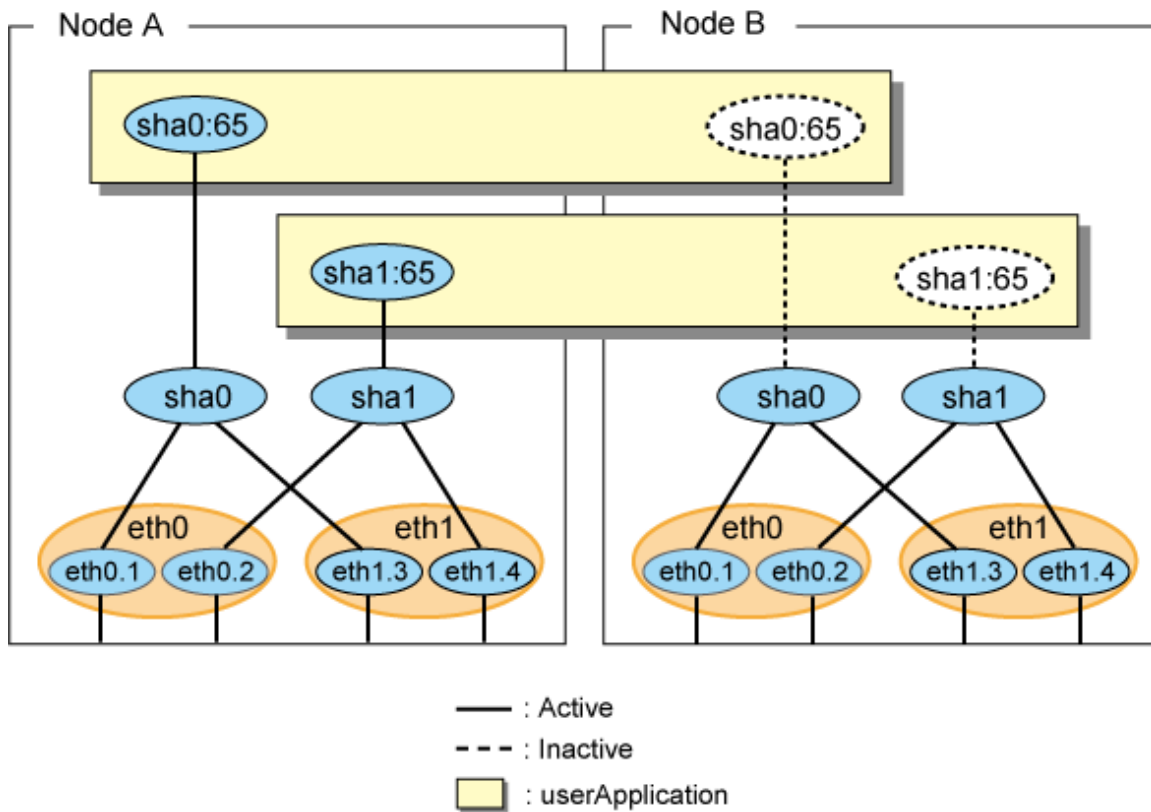 Node A
Node B
sha0:65
sha0:65
sha1:65
sha1:65
sha0
sha1
sha0
sha1
eth0
eth1
eth0
eth1
eth0.1
eth0.2
eth1.3
eth1.4
eth0.1
eth0.2
eth1.3
eth1.4
: Active
: Inactive
: userApplication